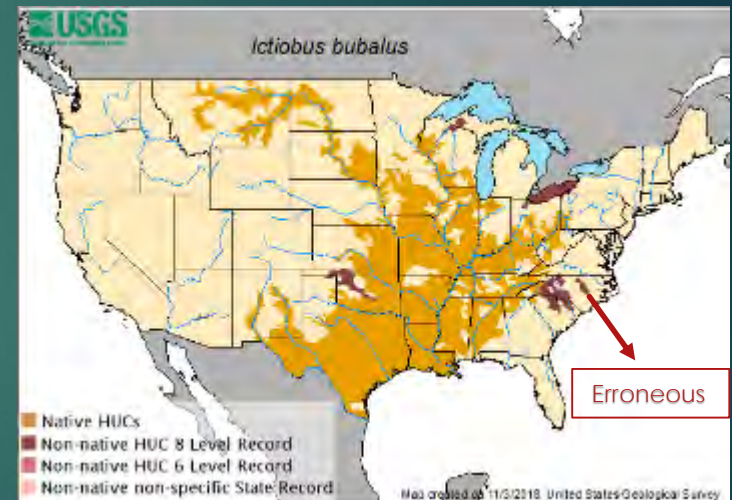 USGS
Ictiobus bubalus
Erroneous
Native HUCs
Non-native HUC 8 Level Record
Non-native HUC 6 Level Record
Non-native non-specific State Record
Map created on 11/3/2018. United States Geological Survey